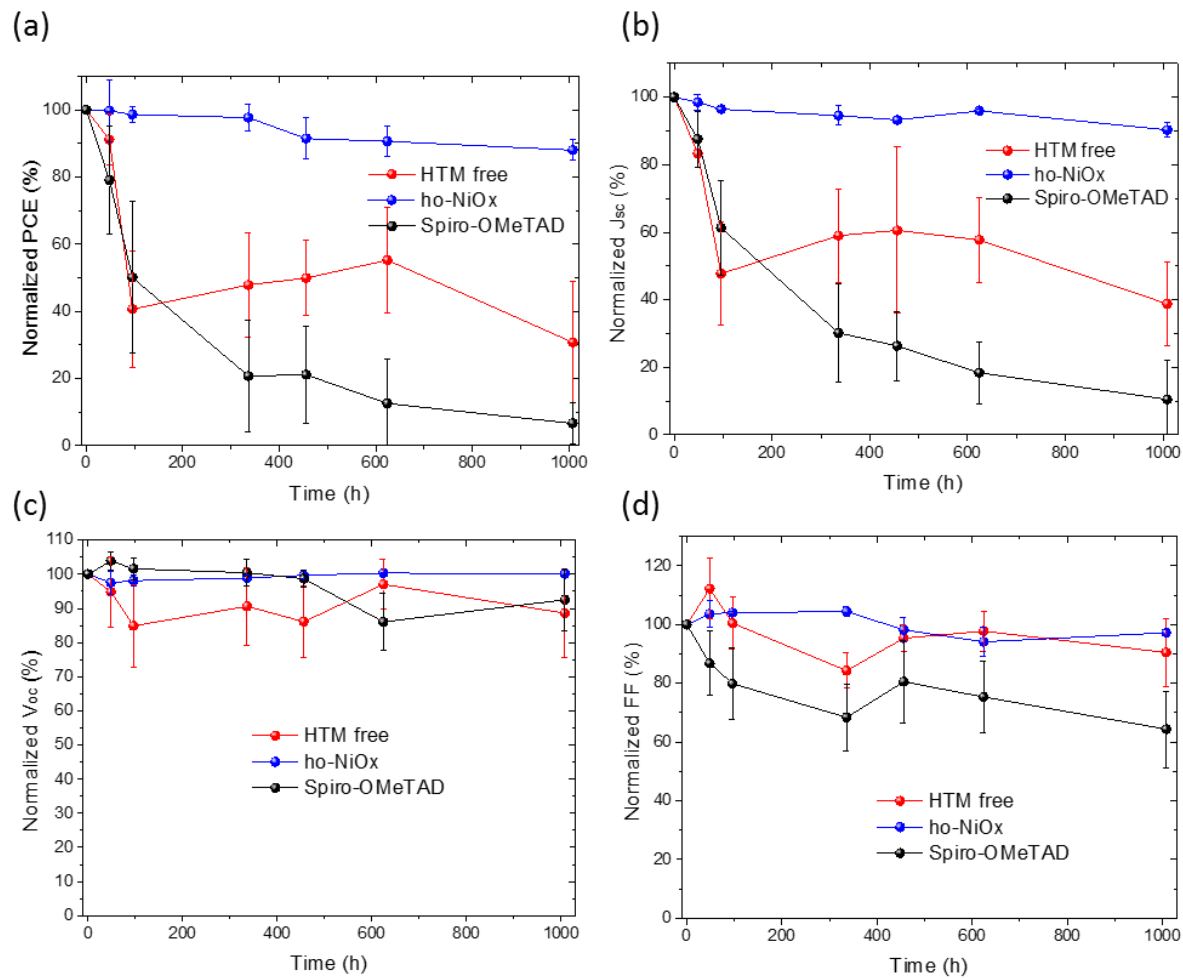 (a)
Normalized PCE (%)
100
80
60
40
20
0
HTM free
ho-NiOx
Spiro-OMeTAD
0 200 400 600 800 1000
Time (h)
(b)
Normalized Jsc (%)
100
80
60
40
20
0
HTM free
ho-NiOx
Spiro-OMeTAD
0 200 400 600 800 1000
Time (h)
(c)
Normalized Voc (%)
110
100
90
80
70
60
50
40
30
20
10
0
HTM free
ho-NiOx
Spiro-OMeTAD
0 200 400 600 800 1000
Time (h)
(d)
Normalized FF (%)
120
100
80
60
40
20
0
HTM free
ho-NiOx
Spiro-OMeTAD
0 200 400 600 800 1000
Time (h)